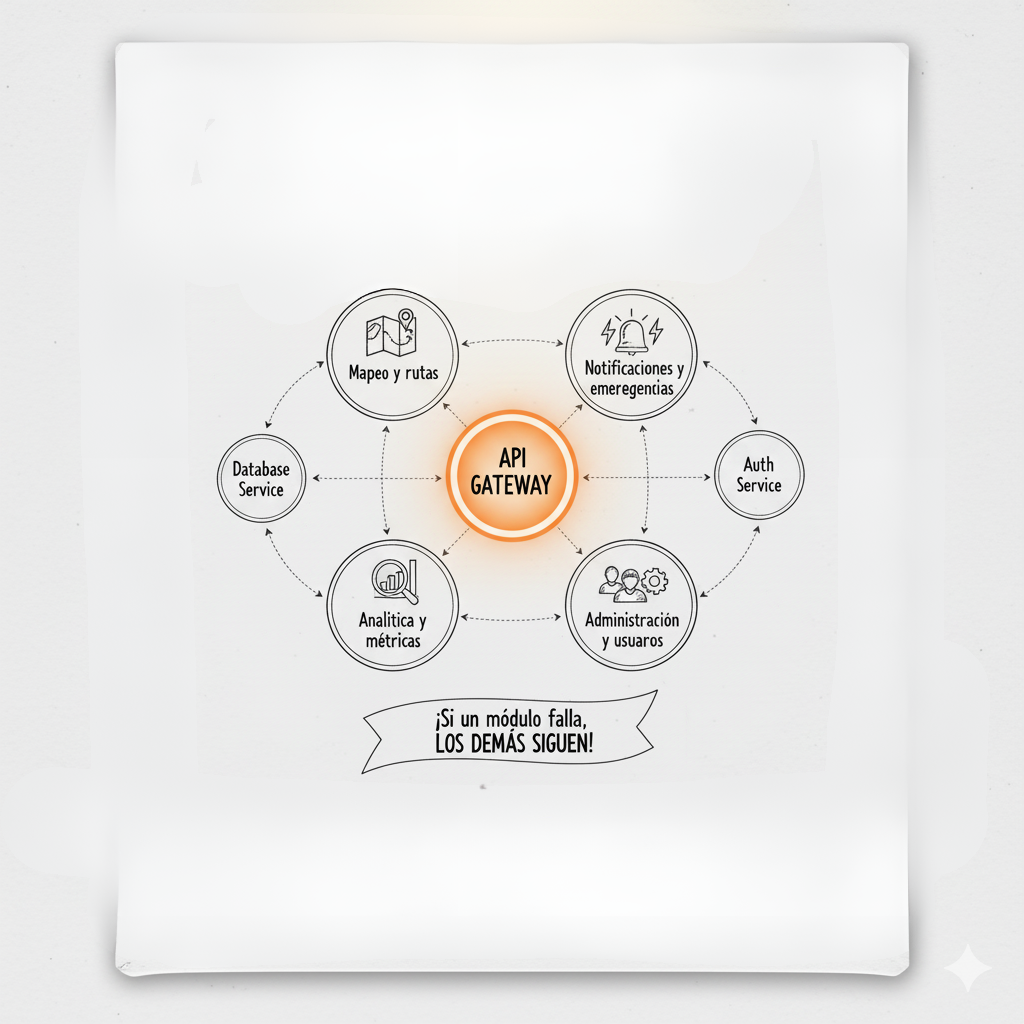 Mapeo y rutas
Notificaciones y
emeregencias
Database
Service
API
GATEWAY
Auth
Service
Analitica y
métricas
Administración
y usuaros
¡Si un módulo falla,
LOS DEMÁS SIGUEN!